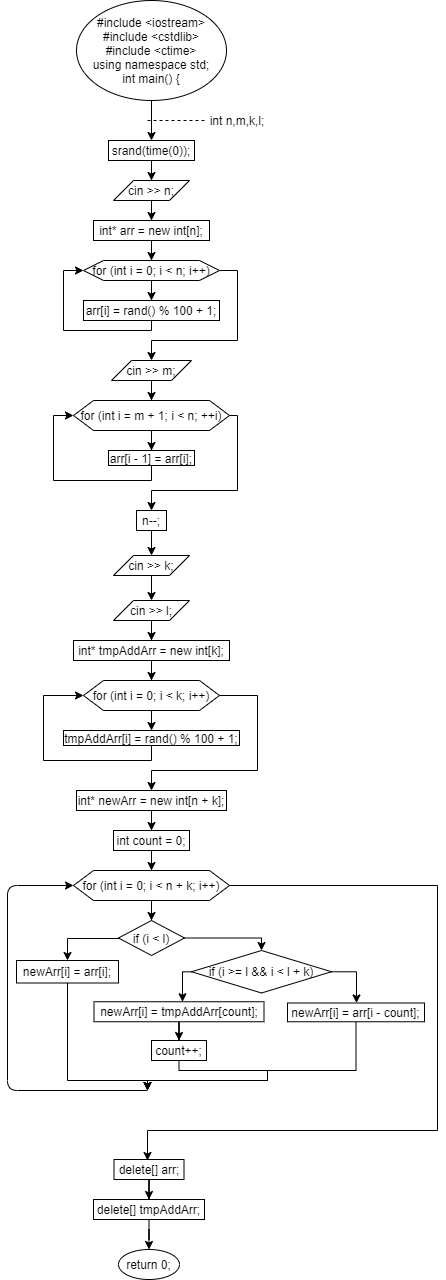 #include <iostream>
#include <cstdlib>
#include <ctime>
using namespace std;
int main() {
int n,m,k,l;
srand(time(0));
cin >> n;
int* arr = new int[n];
for (int i = 0; i < n; i++)
arr[i] = rand() % 100 + 1;
cin >> m;
for (int i = m + 1; i < n; ++i)
arr[i - 1] = arr[i];
n--;
cin >> k;
cin >> l;
int* tmpAddArr = new int[k];
for (int i = 0; i < k; i++)
tmpAddArr[i] = rand() % 100 + 1;
int* newArr = new int[n + k];
int count = 0;
for (int i = 0; i < n + k; i++)
if (i < l)
newArr[i] = arr[i];
if (i >= l && i < l + k)
newArr[i] = tmpAddArr[count];
newArr[i] = arr[i - count];
count++;
delete[] arr;
delete[] tmpAddArr;
return 0;